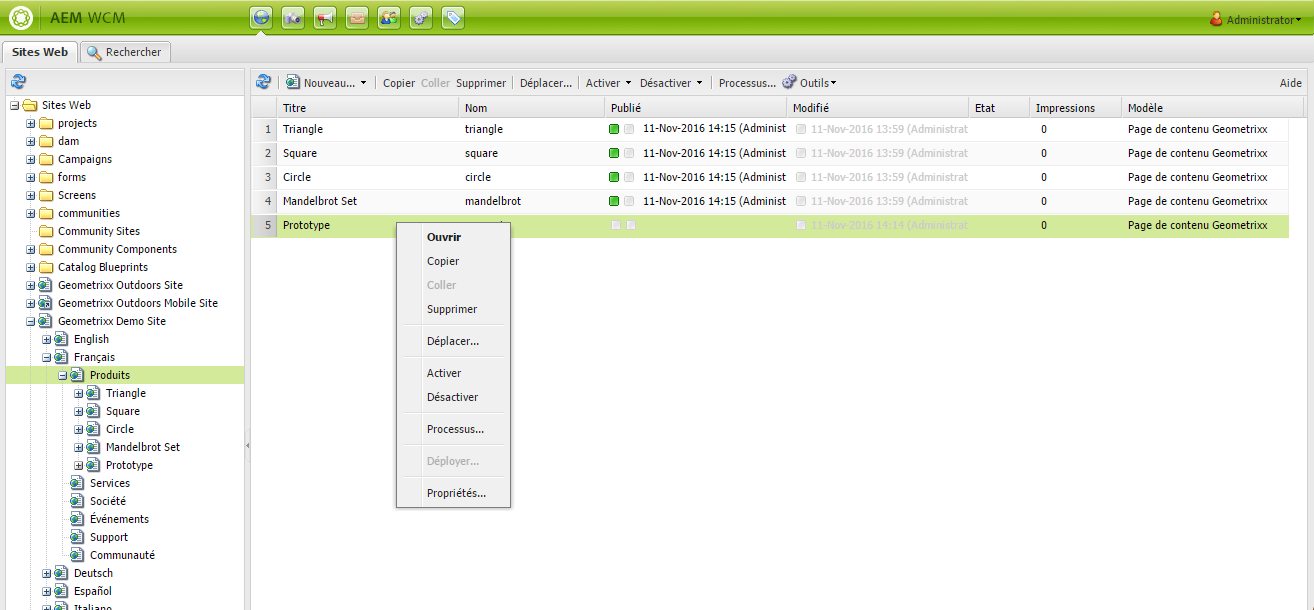 AEM WCM
Administrator
Sites Web
Rechercher
Nouveau...
Copier
Coller
Supprimer
Déplacer...
Activer
Désactiver
Processus...
Outils
Aide
Sites Web
projects
dam
Campaigns
forms
Screens
communities
Community Sites
Community Components
Catalog Blueprints
Geometrixx Outdoors Site
Geometrixx Outdoors Mobile Site
Geometrixx Demo Site
English
Français
Produits
Triangle
Square
Circle
Mandelbrot Set
Prototype
Services
Société
Événements
Support
Communauté
Deutsch
Español
Italiano
Titre Nom Publié Modifié Etat Impressions Modèle
1 Triangle triangle 11-Nov-2016 14:15 (Administ 11-Nov-2016 13:59 (Administrat 0 Page de contenu Geometrixx
2 Square square 11-Nov-2016 14:15 (Administ 11-Nov-2016 13:59 (Administrat 0 Page de contenu Geometrixx
3 Circle circle 11-Nov-2016 14:15 (Administ 11-Nov-2016 13:59 (Administrat 0 Page de contenu Geometrixx
4 Mandelbrot Set mandelbrot 11-Nov-2016 14:15 (Administ 11-Nov-2016 13:59 (Administrat 0 Page de contenu Geometrixx
5 Prototype 11-Nov-2016 14:14 (Administrat 0 Page de contenu Geometrixx
Ouvrir
Copier
Coller
Supprimer
Déplacer...
Activer
Désactiver
Processus...
Déployer...
Propriétés...